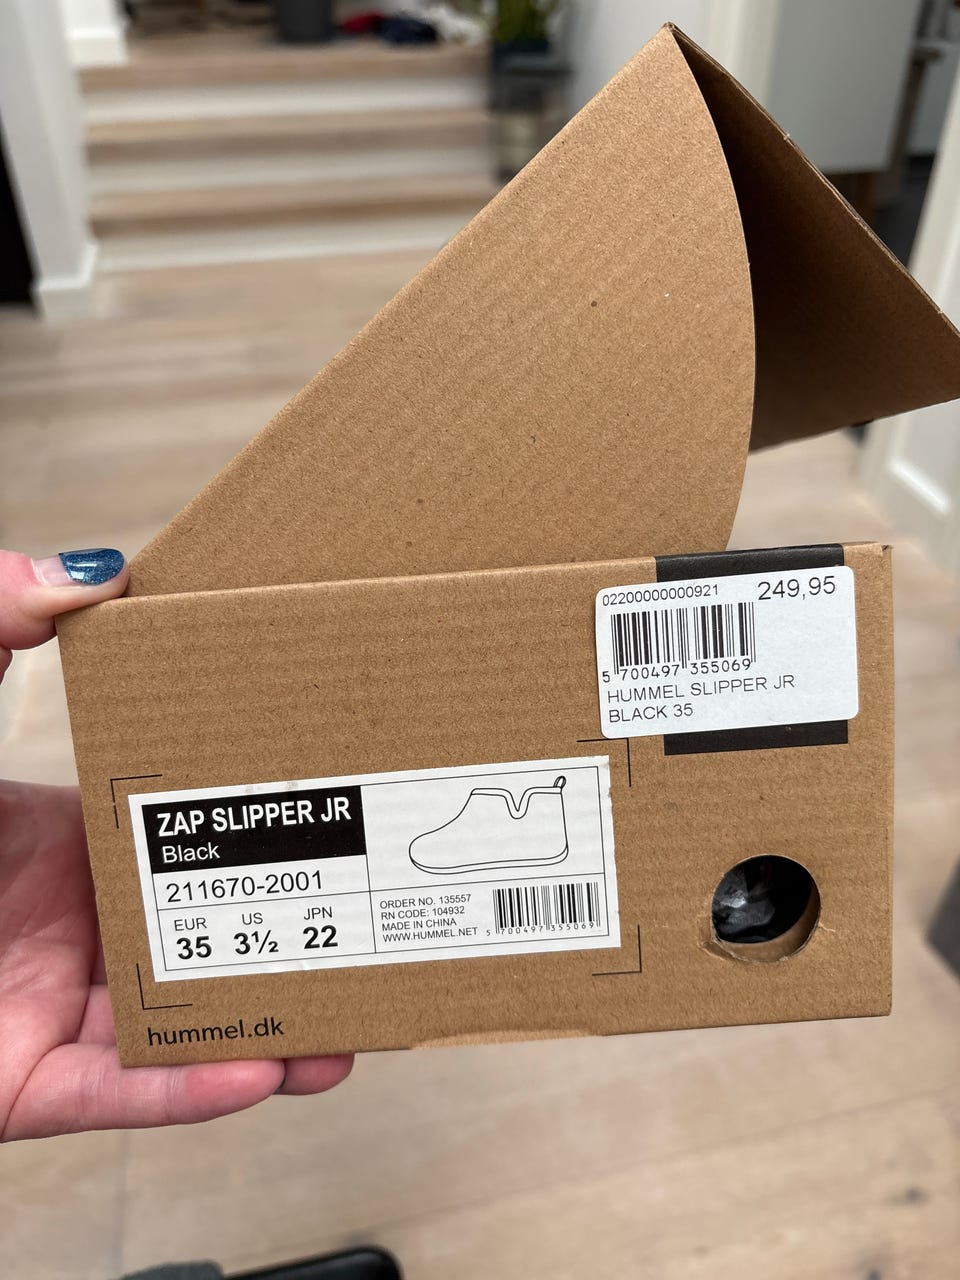 02200000000921 249,95
5 700497 355069
HUMMEL SLIPPER JR
BLACK 35
ZAP SLIPPER JR
Black
211670-2001
EUR US JPN
35 3½ 22
ORDER NO. 135557
RN CODE: 104932
MADE IN CHINA
WWW.HUMMEL.NET
5 700497 355069
hummel.dk